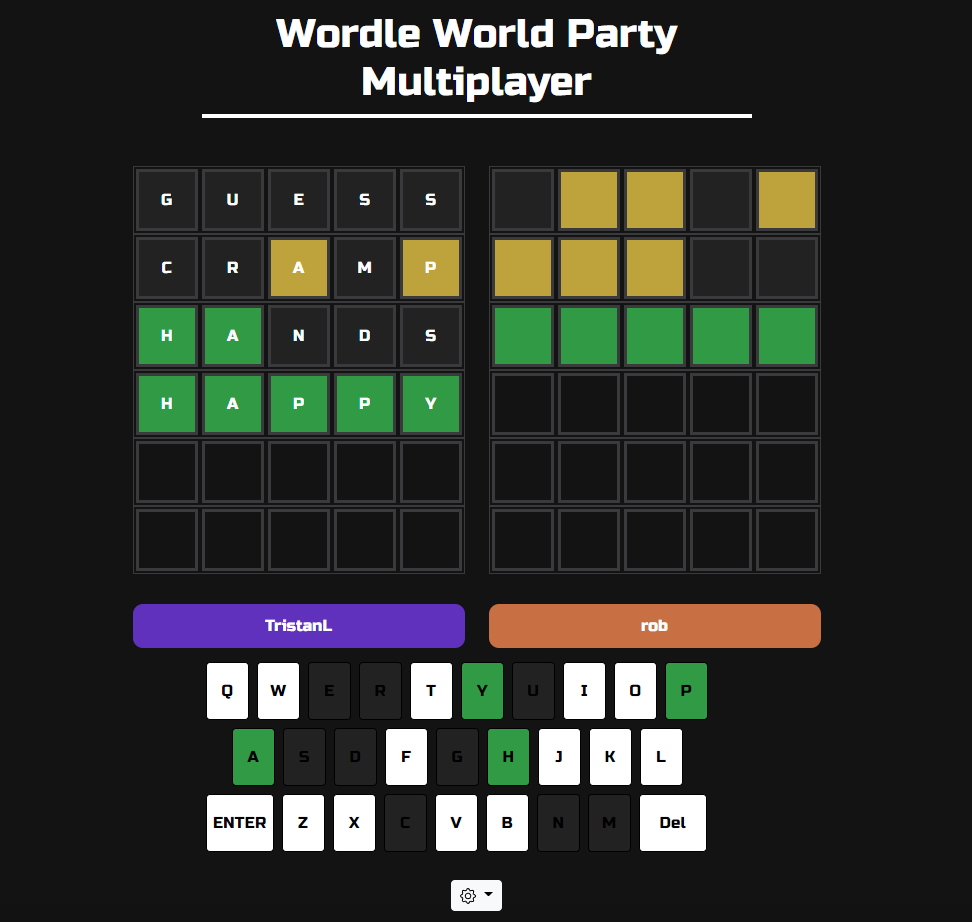 Wordle World Party
Multiplayer
G U E S S
C R A M P
H A N D S
H A P P Y
TristanL
rob
Q W E R T Y U I O P
A S D F G H J K L
ENTER Z X C V B N M Del